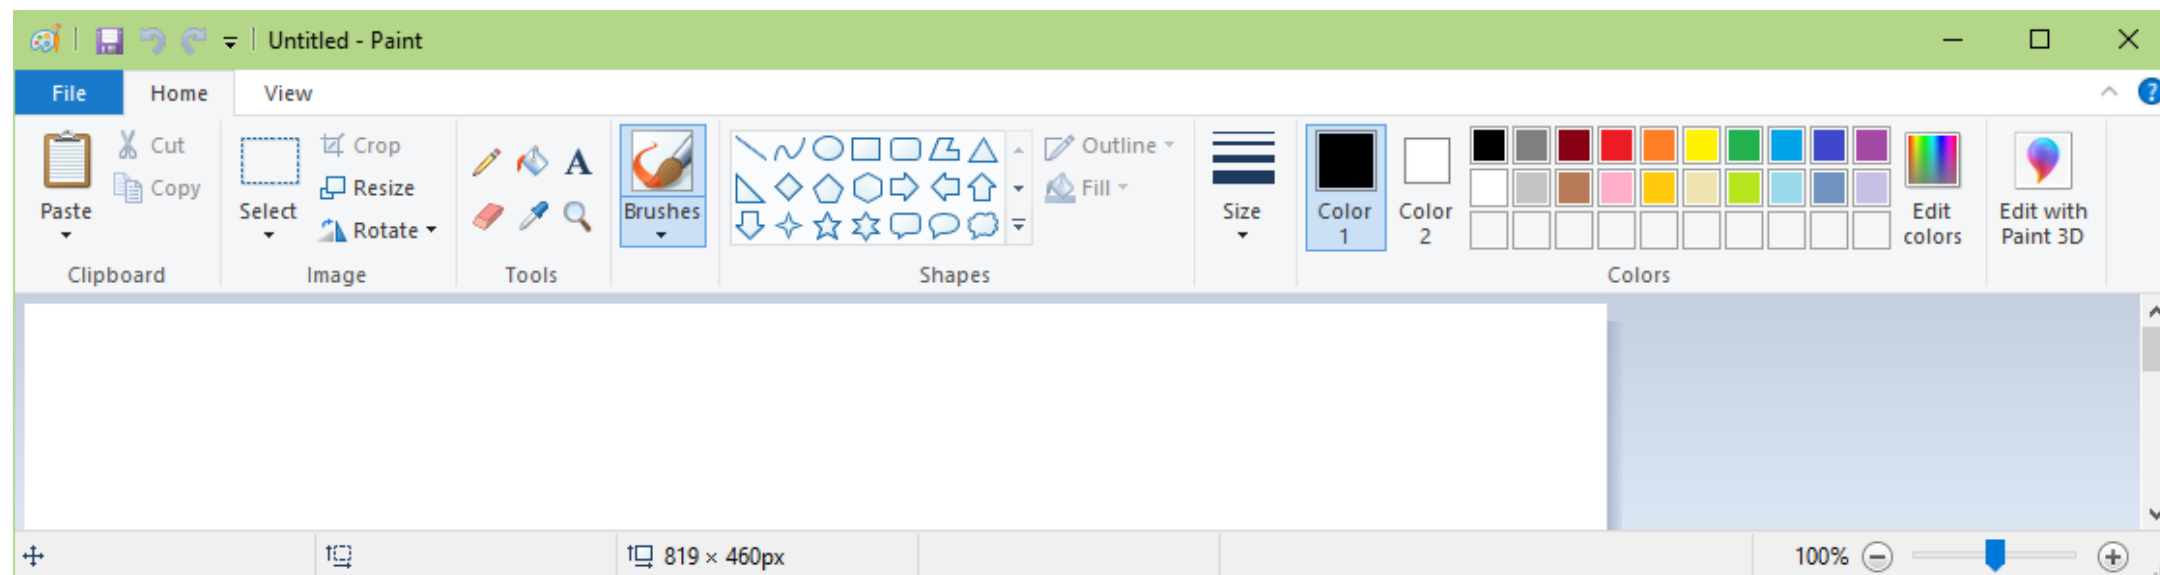 Untitled - Paint
File Home View
Paste
Cut
Copy
Clipboard
Select
Crop
Resize
Rotate
Image
A
Tools
Brushes
Outline
Fill
Shapes
Size
Color 1
Color 2
Edit colors
Colors
Edit with Paint 3D
819 × 460px
100%